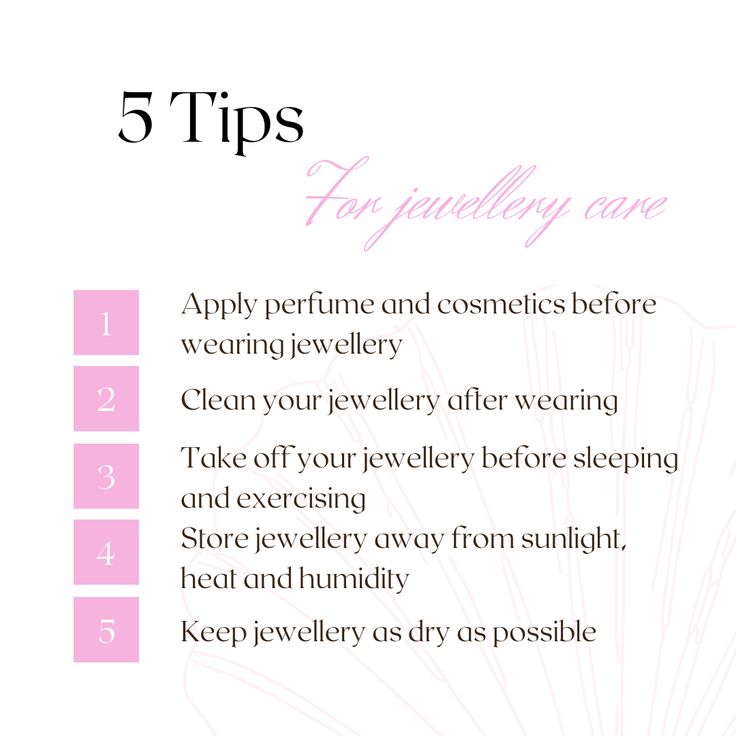 5 Tips
For jewellery care
1
Apply perfume and cosmetics before
wearing jewellery
2
Clean your jewellery after wearing
3
Take off your jewellery before sleeping
and exercising
4
Store jewellery away from sunlight,
heat and humidity
5
Keep jewellery as dry as possible